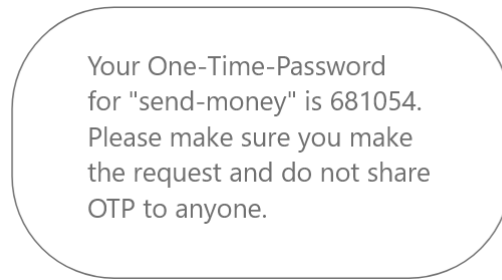 Your One-Time-Password
for "send-money" is 681054.
Please make sure you make
the request and do not share
OTP to anyone.